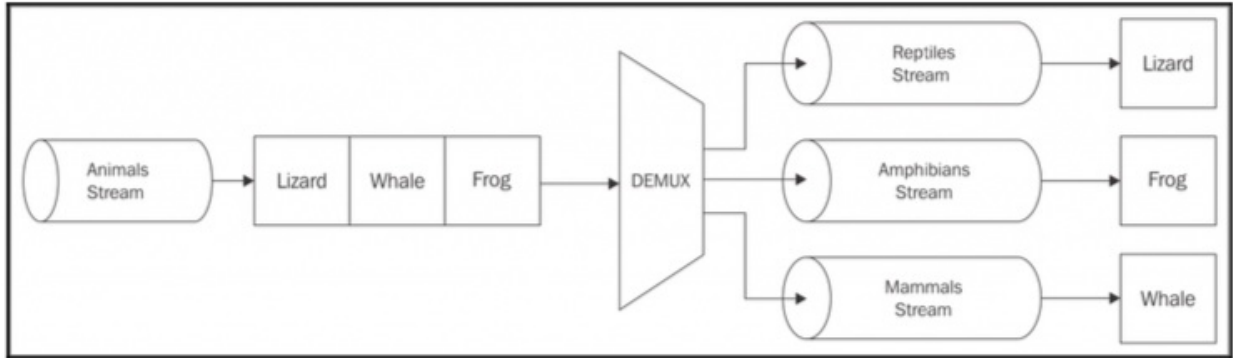 Animals
Stream
Lizard
Whale
Frog
DEMUX
Reptiles
Stream
Lizard
Amphibians
Stream
Frog
Mammals
Stream
Whale